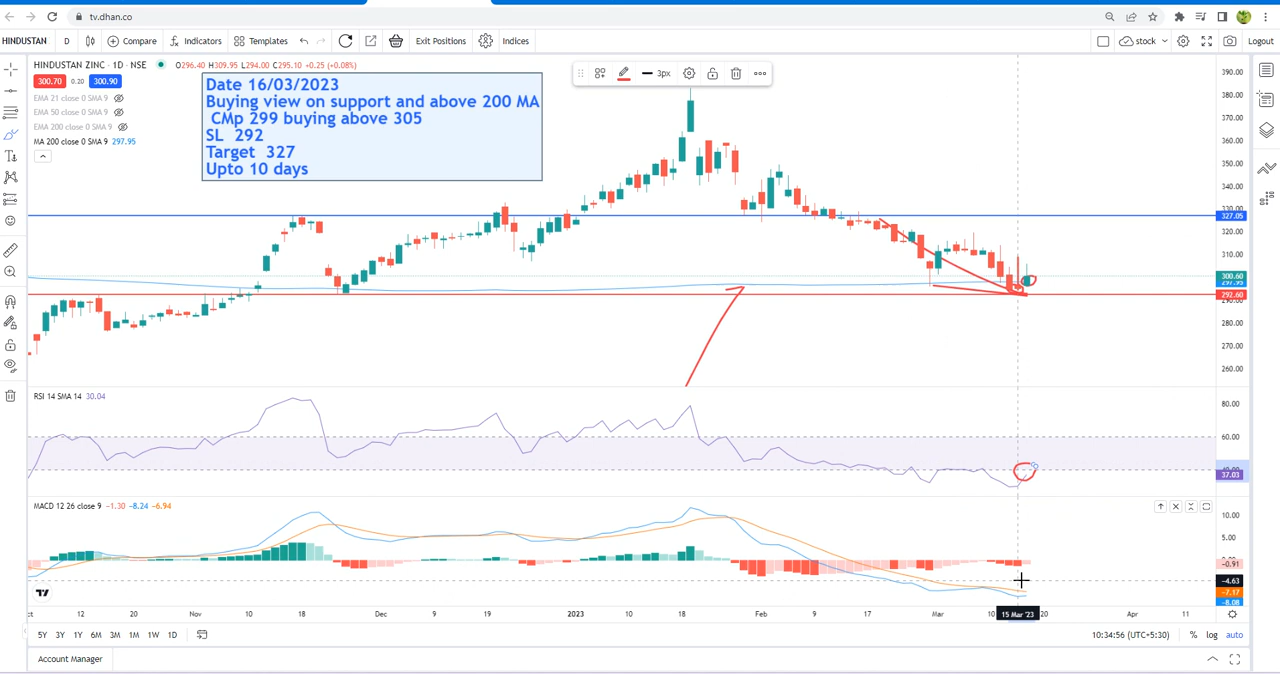 tv.dhan.co
HINDUSTAN D Compare Indicators Templates Exit Positions Indices stock Logout
HINDUSTAN ZINC · 1D · NSE O296.40 H309.95 L294.00 C295.10 +0.25 (+0.08%)
300.70 0.20 300.90
EMA 21 close 0 SMA 9
EMA 50 close 0 SMA 9
EMA 200 close 0 SMA 9
MA 200 close 0 SMA 9 297.95
3px
Date 16/03/2023
Buying view on support and above 200 MA
CMp 299 buying above 305
SL 292
Target 327
Upto 10 days
390.00
380.00
370.00
360.00
350.00
340.00
327.05
320.00
310.00
300.60
297.95
292.60
280.00
270.00
260.00
RSI 14 SMA 14 30.04
80.00
60.00
37.03
MACD 12 26 close 9 -1.30 -8.24 -6.94
10.00
5.00
-0.91
-4.63
-7.17
-8.08
12 20 Nov 10 18 Dec 9 19 2023 10 18 Feb 9 17 Mar 10 15 Mar '23 20 Apr 11
5Y 3Y 1Y 6M 3M 1M 1W 1D 10:34:56 (UTC+5:30) % log auto
Account Manager